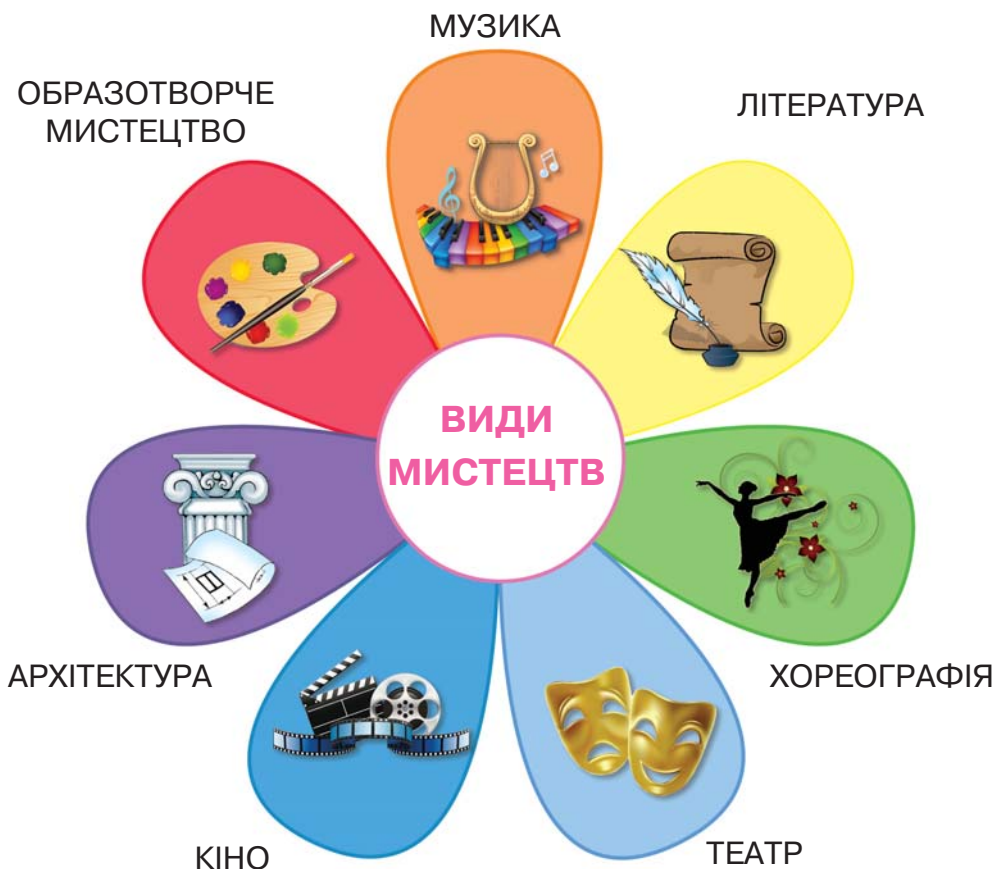 МУЗИКА
ОБРАЗОТВОРЧЕ
МИСТЕЦТВО
ЛІТЕРАТУРА
ВИДИ
МИСТЕЦТВ
АРХІТЕКТУРА
ХОРЕОГРАФІЯ
КІНО
ТЕАТР